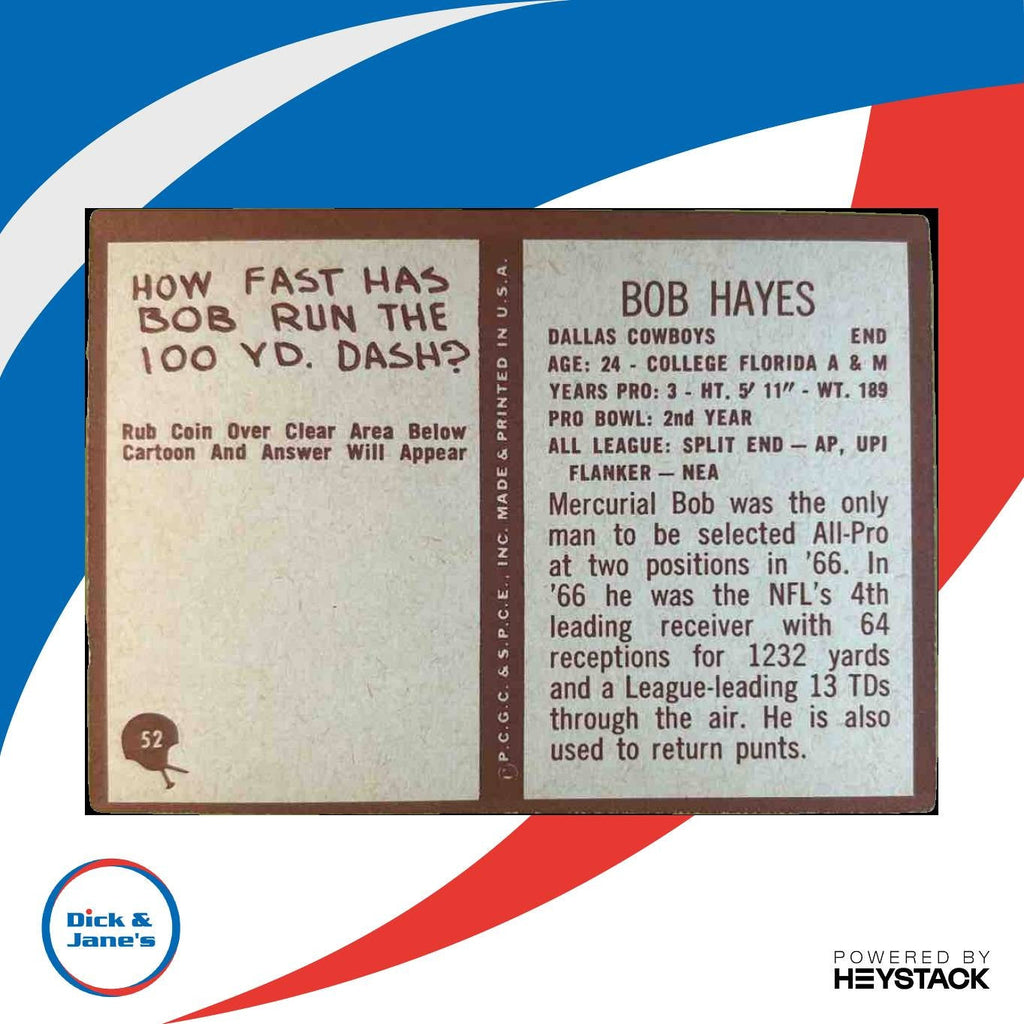 HOW FAST HAS
BOB RUN THE
100 YD. DASH?
Rub Coin Over Clear Area Below
Cartoon And Answer Will Appear
52
Ⓟ P.C.G.C. & S.P.C.E., INC. MADE & PRINTED IN U.S.A.
BOB HAYES
DALLAS COWBOYS END
AGE: 24 - COLLEGE FLORIDA A & M
YEARS PRO: 3 - HT. 5' 11" - WT. 189
PRO BOWL: 2nd YEAR
ALL LEAGUE: SPLIT END — AP, UPI
FLANKER — NEA
Mercurial Bob was the only
man to be selected All-Pro
at two positions in '66. In
'66 he was the NFL's 4th
leading receiver with 64
receptions for 1232 yards
and a League-leading 13 TDs
through the air. He is also
used to return punts.
Dick &
Jane's
POWERED BY
HEYSTACK